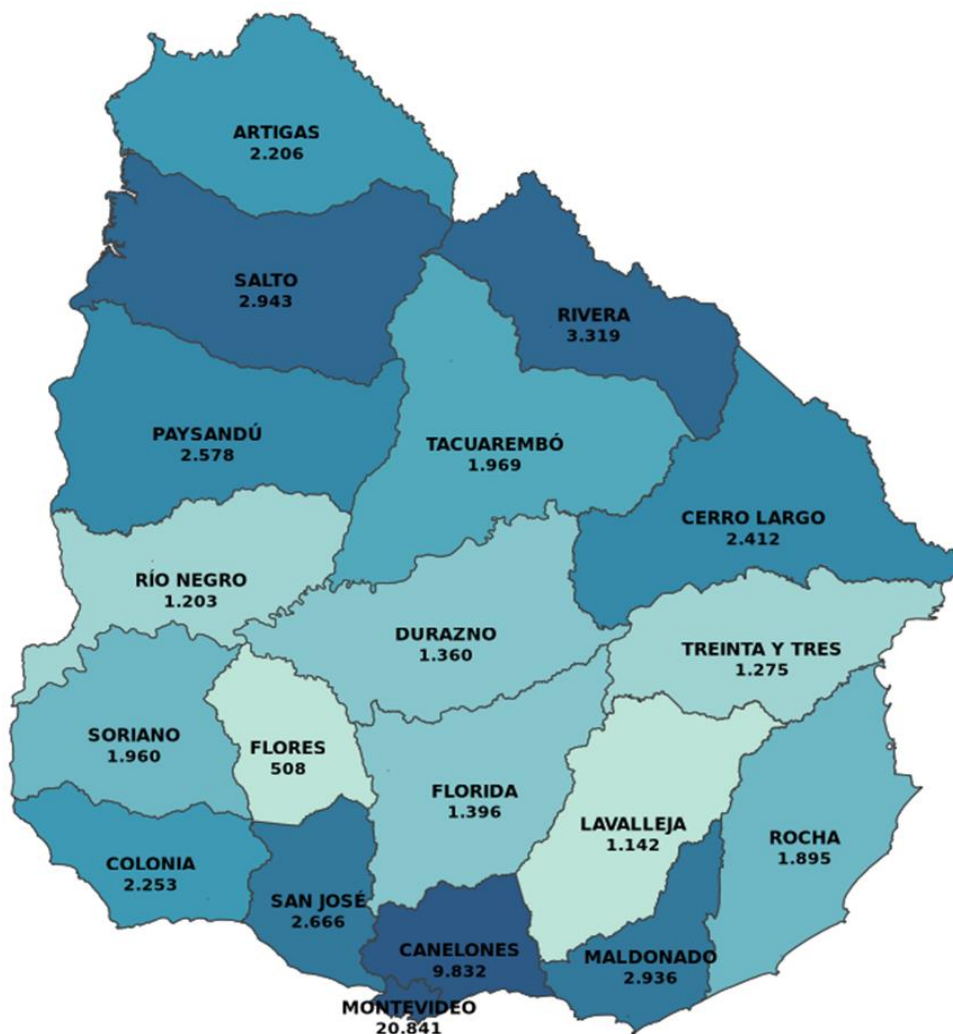 ARTIGAS
2.206
SALTO
2.943
RIVERA
3.319
PAYSANDÚ
2.578
TACUAREMBÓ
1.969
CERRO LARGO
2.412
RÍO NEGRO
1.203
DURAZNO
1.360
TREINTA Y TRES
1.275
SORIANO
1.960
FLORES
508
FLORIDA
1.396
LAVALLEJA
1.142
ROCHA
1.895
COLONIA
2.253
SAN JOSÉ
2.666
CANELONES
9.832
MALDONADO
2.936
MONTEVIDEO
20.841